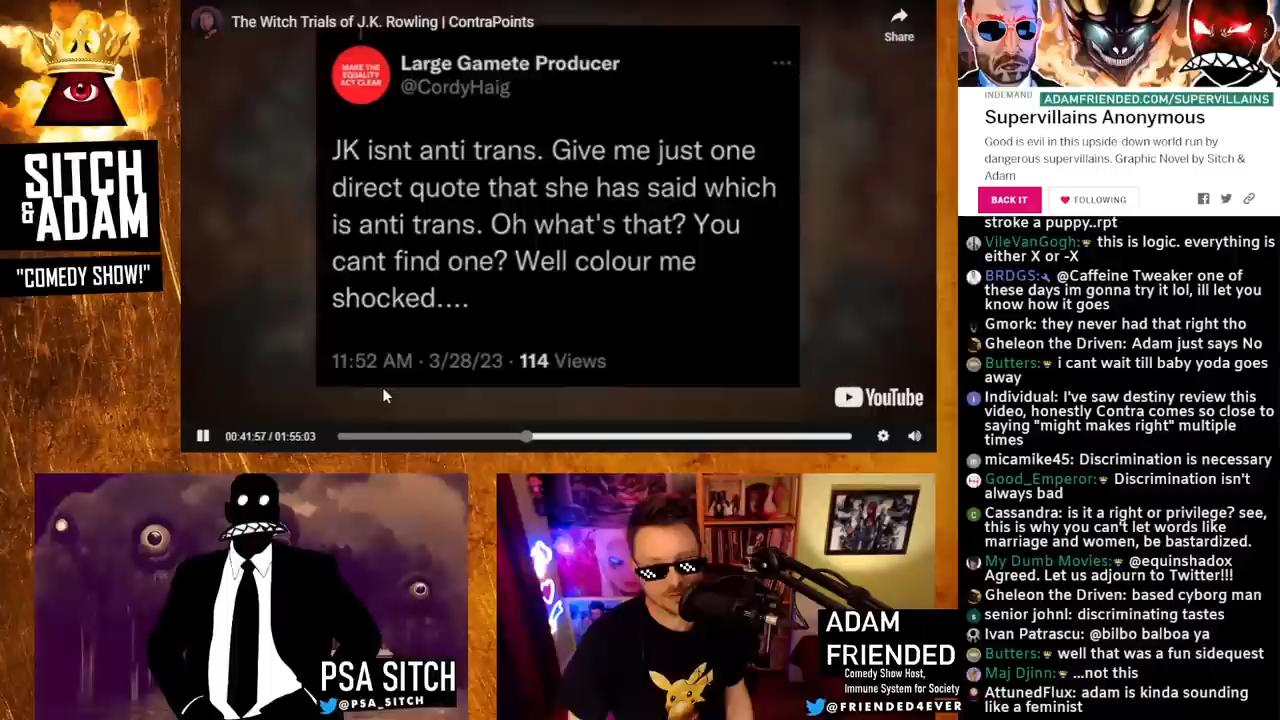 The Witch Trials of J.K. Rowling | ContraPoints
Share
MAKE THE
EQUALITY
ACT CLEAR
Large Gamete Producer
@CordyHaig
JK isnt anti trans. Give me just one
direct quote that she has said which
is anti trans. Oh what's that? You
cant find one? Well colour me
shocked....
11:52 AM · 3/28/23 · 114 Views
YouTube
00:41:57 / 01:55:03
SITCH
& ADAM
"COMEDY SHOW!"
PSA SITCH
@PSA_SITCH
ADAM
FRIENDED
Comedy Show Host,
Immune System for Society
@FRIENDED4EVER
INDEMAND
ADAMFRIENDED.COM/SUPERVILLAINS
Supervillains Anonymous
Good is evil in this upside-down world run by
dangerous supervillains. Graphic Novel by Sitch &
Adam
BACK IT
FOLLOWING
stroke a puppy..rpt
VileVanGogh: this is logic. everything is
either X or -X
BRDGS: @Caffeine Tweaker one of
these days im gonna try it lol, ill let you
know how it goes
Gmork: they never had that right tho
Gheleon the Driven: Adam just says No
Butters: i cant wait till baby yoda goes
away
Individual: I've saw destiny review this
video, honestly Contra comes so close to
saying "might makes right" multiple
times
micamike45: Discrimination is necessary
Good_Emperor: Discrimination isn't
always bad
Cassandra: is it a right or privilege? see,
this is why you can't let words like
marriage and women, be bastardized.
My Dumb Movies: @equinshadox
Agreed. Let us adjourn to Twitter!!!
Gheleon the Driven: based cyborg man
senior johnl: discriminating tastes
Ivan Patrascu: @bilbo balboa ya
Butters: well that was a fun sidequest
Maj Djinn: ...not this
AttunedFlux: adam is kinda sounding
like a feminist